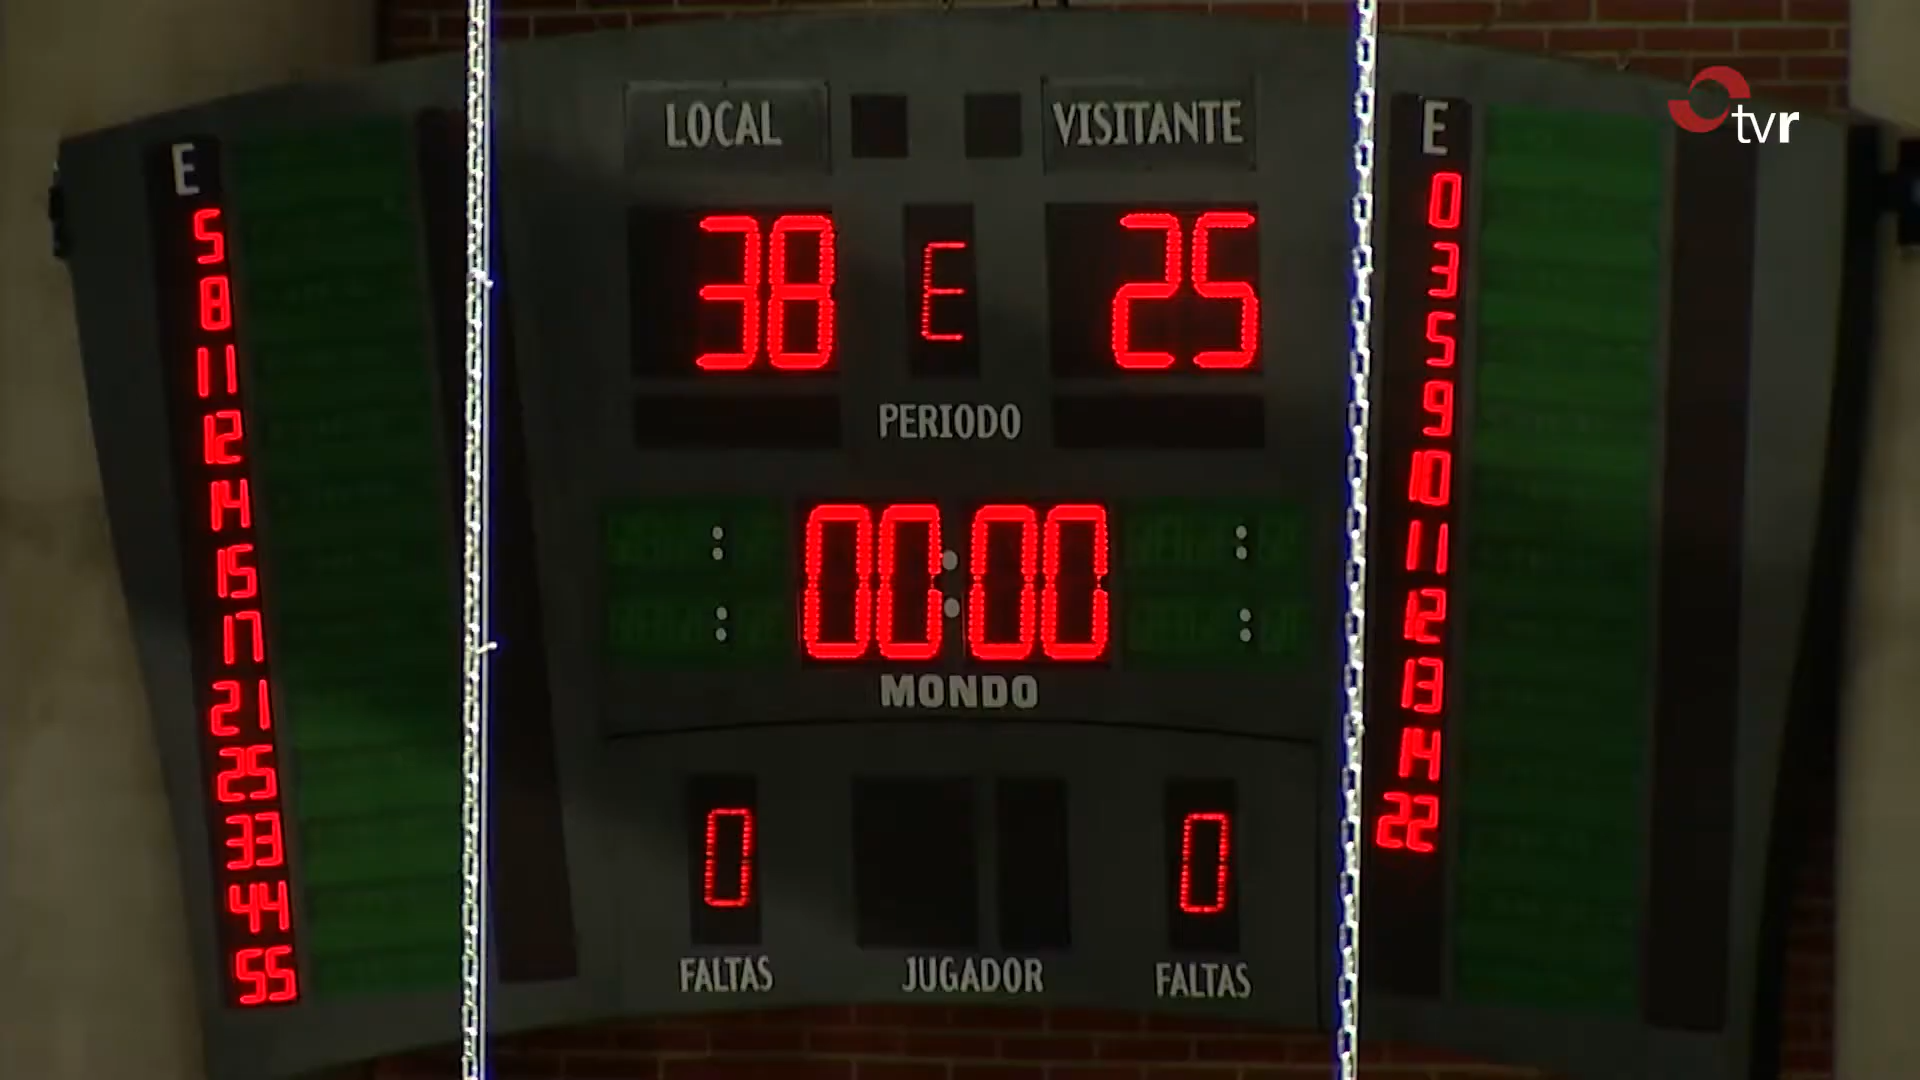 tvr
LOCAL
VISITANTE
E
E
38
E
25
PERIODO
00:00
MONDO
0
0
FALTAS
JUGADOR
FALTAS
5
8
11
12
14
15
17
21
25
33
44
55
0
3
5
9
10
11
12
13
14
22